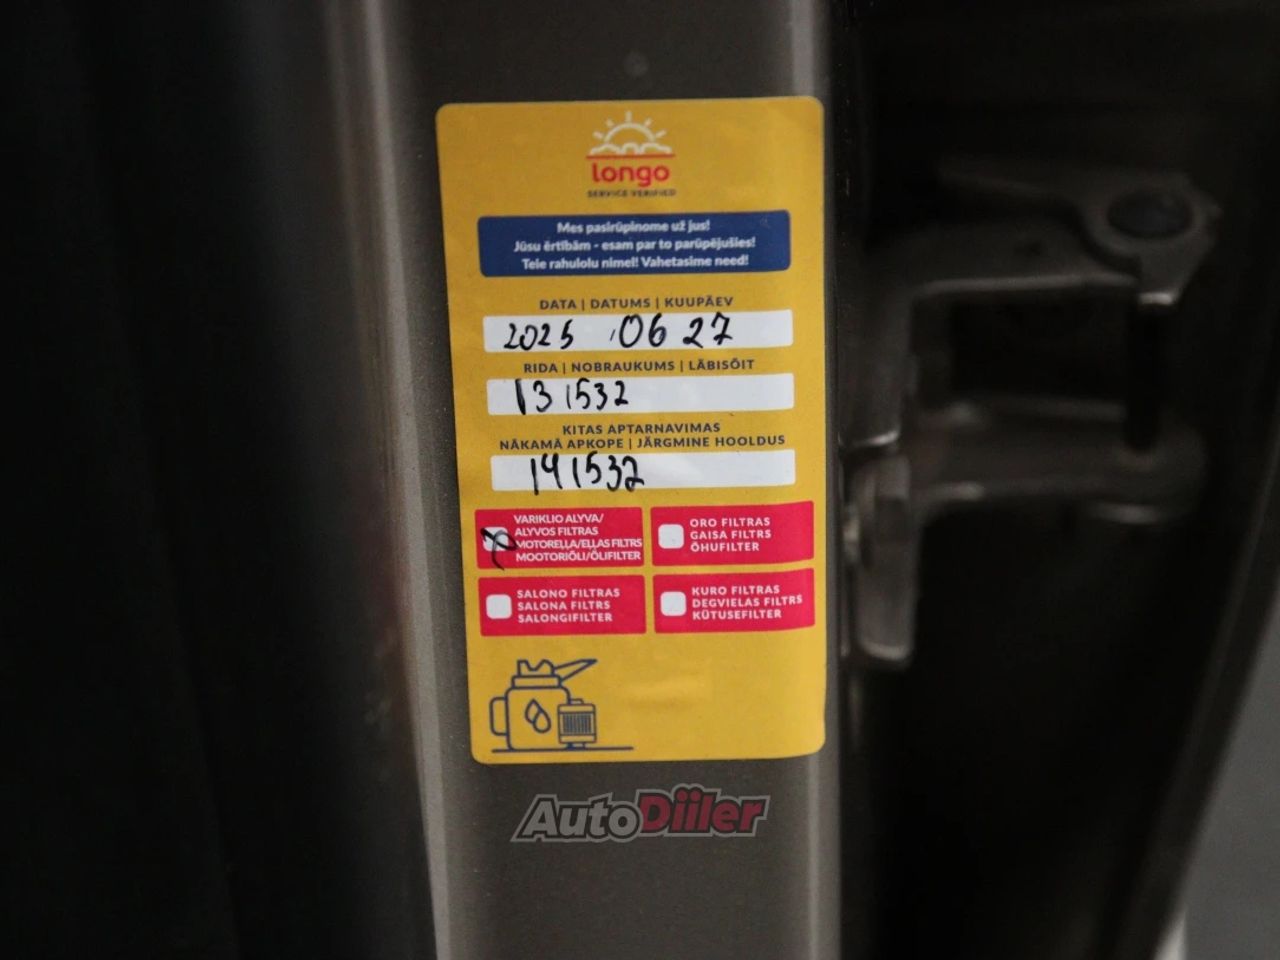 longo
SERVICE VERIFIED
Mes pasirūpinome už jus!
Jūsu ērtībām - esam par to parūpējušies!
Teie rahulolu nimel! Vahetasime need!
DATA | DATUMS | KUUPÄEV
2025 06 27
RIDA | NOBRAUKUMS | LÄBISÕIT
131532
KITAS APTARNAVIMAS
NĀKAMĀ APKOPE | JÄRGMINE HOOLDUS
141532
VARIKLIO ALYVA/
ALYVOS FILTRAS
MOTOREĻĻA/EĻĻAS FILTRS
MOOTORIÕLI/ÕLIFILTER
ORO FILTRAS
GAISA FILTRS
ÕHUFILTER
SALONO FILTRAS
SALONA FILTRS
SALONGIFILTER
KURO FILTRAS
DEGVIELAS FILTRS
KÜTUSEFILTER
AutoDiiler